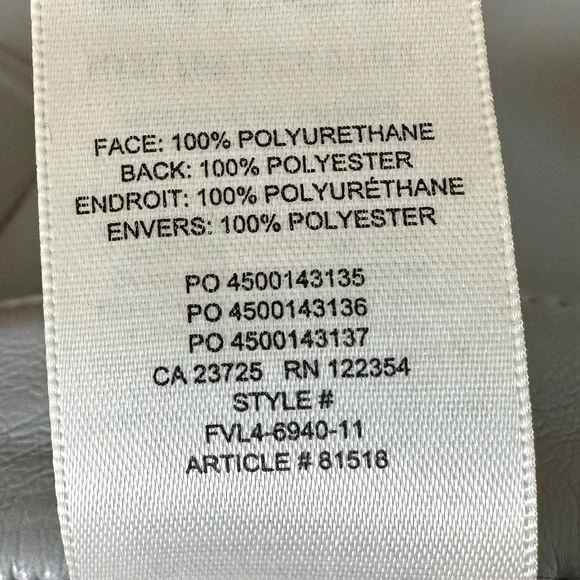 FACE: 100% POLYURETHANE
BACK: 100% POLYESTER
ENDROIT: 100% POLYURÉTHANE
ENVERS: 100% POLYESTER
PO 4500143135
PO 4500143136
PO 4500143137
CA 23725 RN 122354
STYLE #
FVL4-6940-11
ARTICLE # 81518